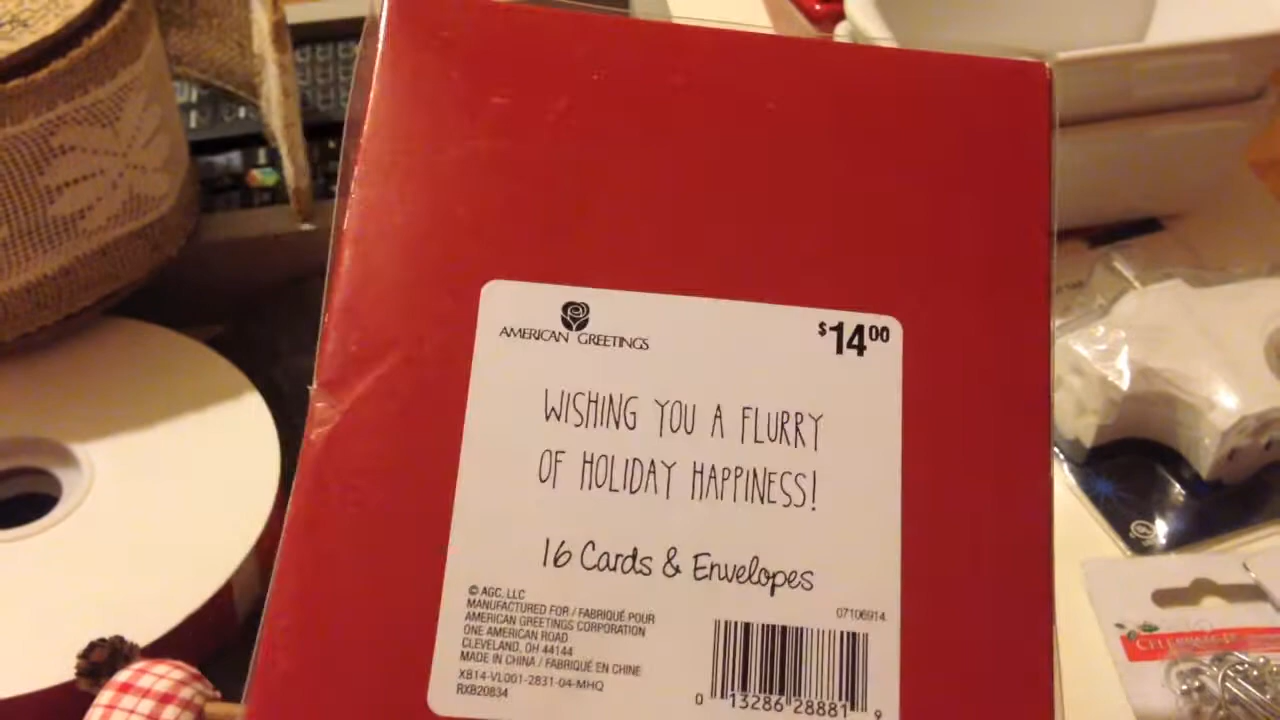 AMERICAN GREETINGS
$14.00
WISHING YOU A FLURRY
OF HOLIDAY HAPPINESS!
16 Cards & Envelopes
© AGC, LLC
MANUFACTURED FOR / FABRIQUÉ POUR
AMERICAN GREETINGS CORPORATION
ONE AMERICAN ROAD
CLEVELAND, OH 44144
MADE IN CHINA / FABRIQUÉ EN CHINE
XB14-VL001-2831-04-MHQ
RXB20834
07106914
0 13286 28881 9